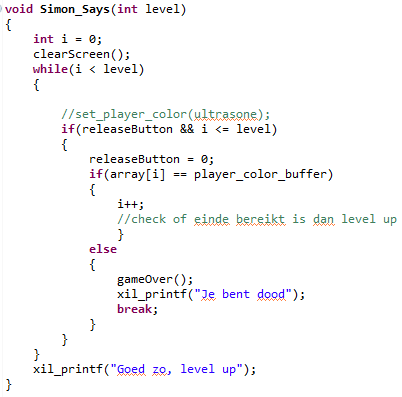 void Simon_Says(int level)
{
    int i = 0;
    clearScreen();
    while(i < level)
    {

        //set_player_color(ultrasone);
        if(releaseButton && i <= level)
        {
            releaseButton = 0;
            if(array[i] == player_color_buffer)
            {
                i++;
                //check of einde bereikt is dan level up
                }
            else
            {
                gameOver();
                xil_printf("Je bent dood");
                break;
            }
        }
    }
    xil_printf("Goed zo, level up");
}